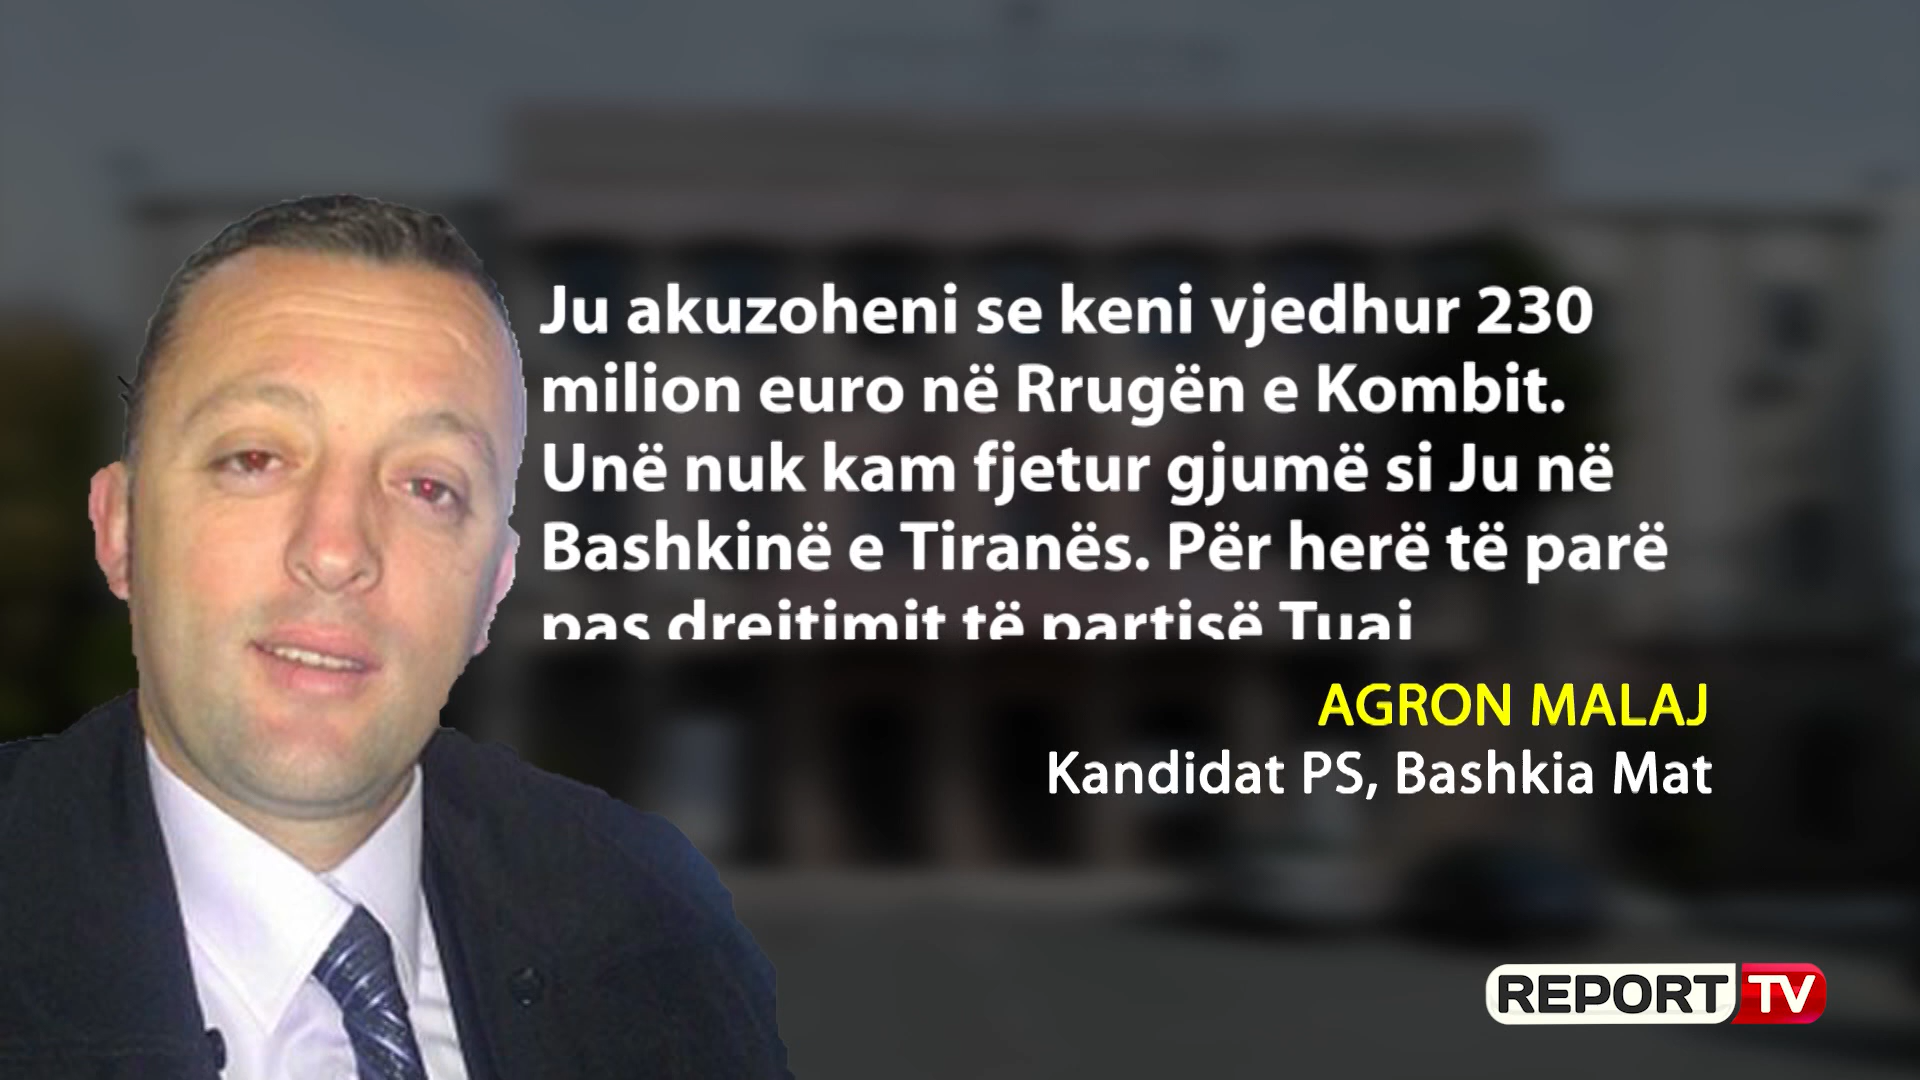 Ju akuzoheni se keni vjedhur 230
milion euro në Rrugën e Kombit.
Unë nuk kam fjetur gjumë si Ju në
Bashkinë e Tiranës. Për herë të parë
pas drejtimit të partisë Tuaj
AGRON MALAJ
Kandidat PS, Bashkia Mat
REPORT TV